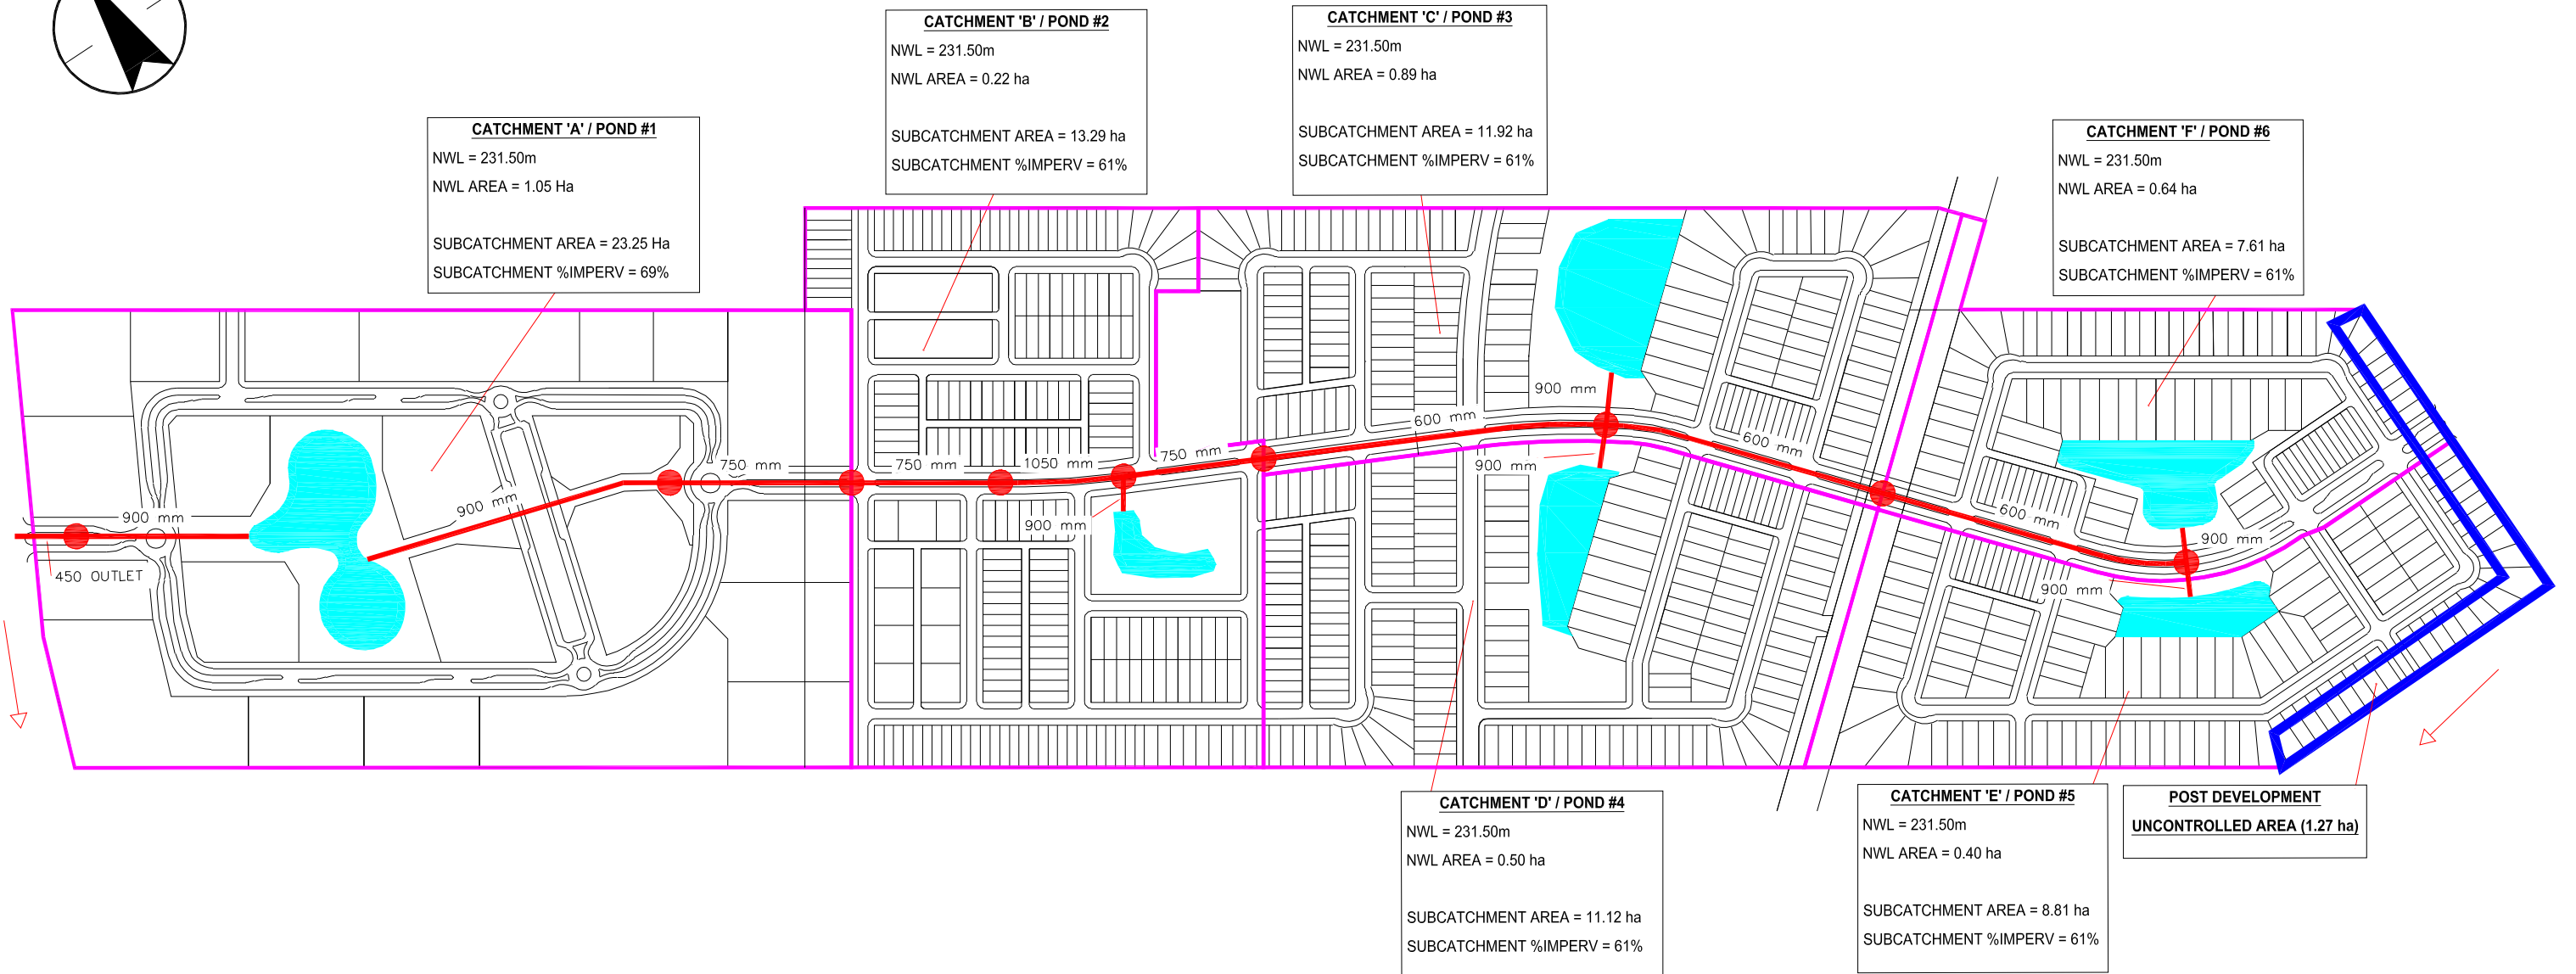 CATCHMENT 'A' / POND #1
NWL = 231.50m
NWL AREA = 1.05 Ha
SUBCATCHMENT AREA = 23.25 Ha
SUBCATCHMENT %IMPERV = 69%
CATCHMENT 'B' / POND #2
NWL = 231.50m
NWL AREA = 0.22 ha
SUBCATCHMENT AREA = 13.29 ha
SUBCATCHMENT %IMPERV = 61%
CATCHMENT 'C' / POND #3
NWL = 231.50m
NWL AREA = 0.89 ha
SUBCATCHMENT AREA = 11.92 ha
SUBCATCHMENT %IMPERV = 61%
CATCHMENT 'F' / POND #6
NWL = 231.50m
NWL AREA = 0.64 ha
SUBCATCHMENT AREA = 7.61 ha
SUBCATCHMENT %IMPERV = 61%
900 mm
450 OUTLET
900 mm
750 mm
750 mm
1050 mm
900 mm
750 mm
600 mm
900 mm
900 mm
600 mm
600 mm
900 mm
900 mm
CATCHMENT 'D' / POND #4
NWL = 231.50m
NWL AREA = 0.50 ha
SUBCATCHMENT AREA = 11.12 ha
SUBCATCHMENT %IMPERV = 61%
CATCHMENT 'E' / POND #5
NWL = 231.50m
NWL AREA = 0.40 ha
SUBCATCHMENT AREA = 8.81 ha
SUBCATCHMENT %IMPERV = 61%
POST DEVELOPMENT
UNCONTROLLED AREA (1.27 ha)